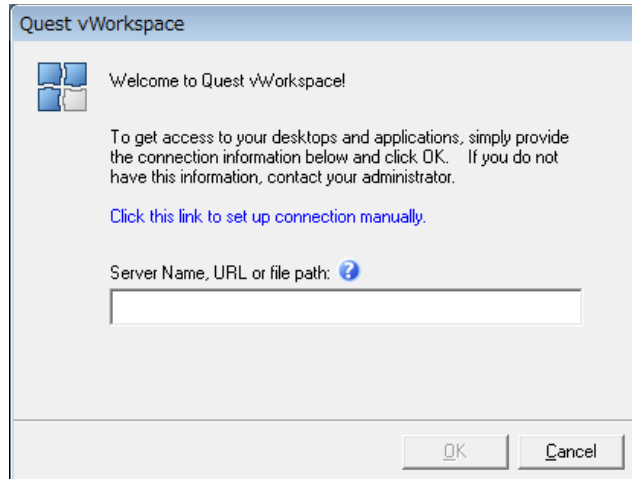 Quest vWorkspace
Welcome to Quest vWorkspace!
To get access to your desktops and applications, simply provide
the connection information below and click OK. If you do not
have this information, contact your administrator.
Click this link to set up connection manually.
Server Name, URL or file path: ?
OK
Cancel